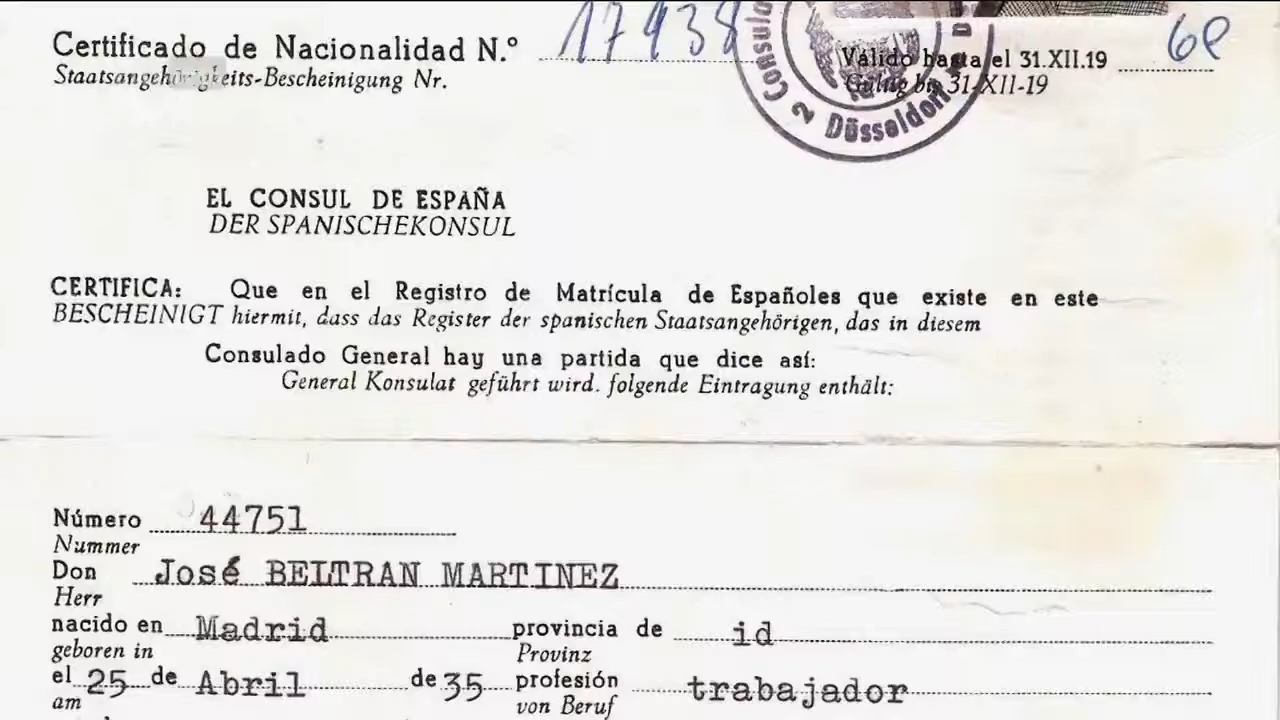 Certificado de Nacionalidad N.º 17938
Staatsangehörigkeits-Bescheinigung Nr.
Válido hasta el 31.XII.19
Gültig bis 31-XII-19
Consula
2 Düsseldorf
EL CONSUL DE ESPAÑA
DER SPANISCHEKONSUL
CERTIFICA: Que en el Registro de Matrícula de Españoles que existe en este
BESCHEINIGT hiermit, dass das Register der spanischen Staatsangehörigen, das in diesem
Consulado General hay una partida que dice así:
General Konsulat geführt wird. folgende Eintragung enthält:
Número 44751
Nummer
Don José BELTRAN MARTINEZ
Herr
nacido en Madrid provincia de id
geboren in Provinz
el 25 de Abril de 35 profesión trabajador
am von Beruf